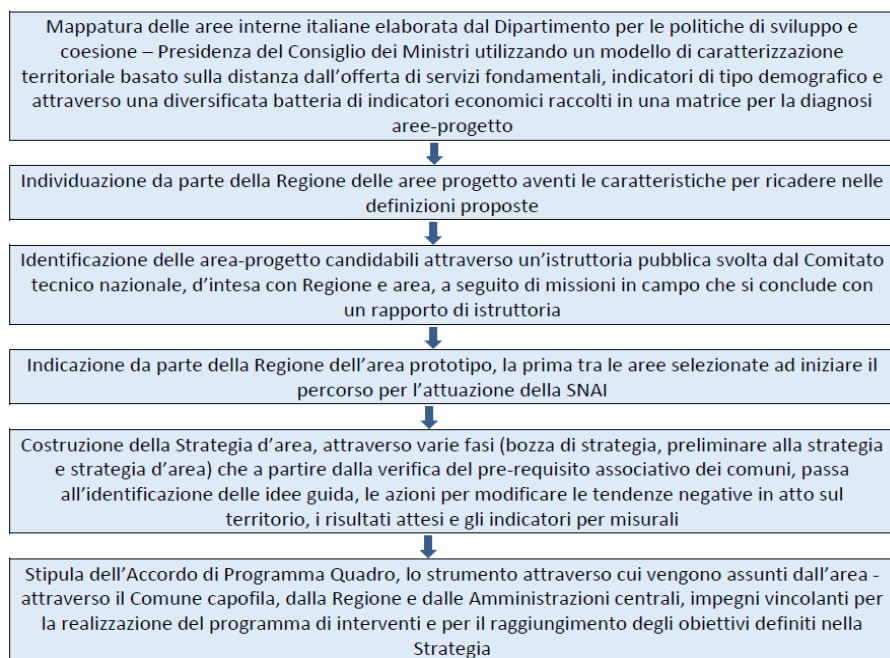 Mappatura delle aree interne italiane elaborata dal Dipartimento per le politiche di sviluppo e
coesione – Presidenza del Consiglio dei Ministri utilizzando un modello di caratterizzazione
territoriale basato sulla distanza dall'offerta di servizi fondamentali, indicatori di tipo demografico e
attraverso una diversificata batteria di indicatori economici raccolti in una matrice per la diagnosi
aree-progetto
Individuazione da parte della Regione delle aree progetto aventi le caratteristiche per ricadere nelle
definizioni proposte
Identificazione delle area-progetto candidabili attraverso un'istruttoria pubblica svolta dal Comitato
tecnico nazionale, d'intesa con Regione e area, a seguito di missioni in campo che si conclude con
un rapporto di istruttoria
Indicazione da parte della Regione dell'area prototipo, la prima tra le aree selezionate ad iniziare il
percorso per l'attuazione della SNAI
Costruzione della Strategia d'area, attraverso varie fasi (bozza di strategia, preliminare alla strategia
e strategia d'area) che a partire dalla verifica del pre-requisito associativo dei comuni, passa
all'identificazione delle idee guida, le azioni per modificare le tendenze negative in atto sul
territorio, i risultati attesi e gli indicatori per misurali
Stipula dell'Accordo di Programma Quadro, lo strumento attraverso cui vengono assunti dall'area -
attraverso il Comune capofila, dalla Regione e dalle Amministrazioni centrali, impegni vincolanti per
la realizzazione del programma di interventi e per il raggiungimento degli obiettivi definiti nella
Strategia